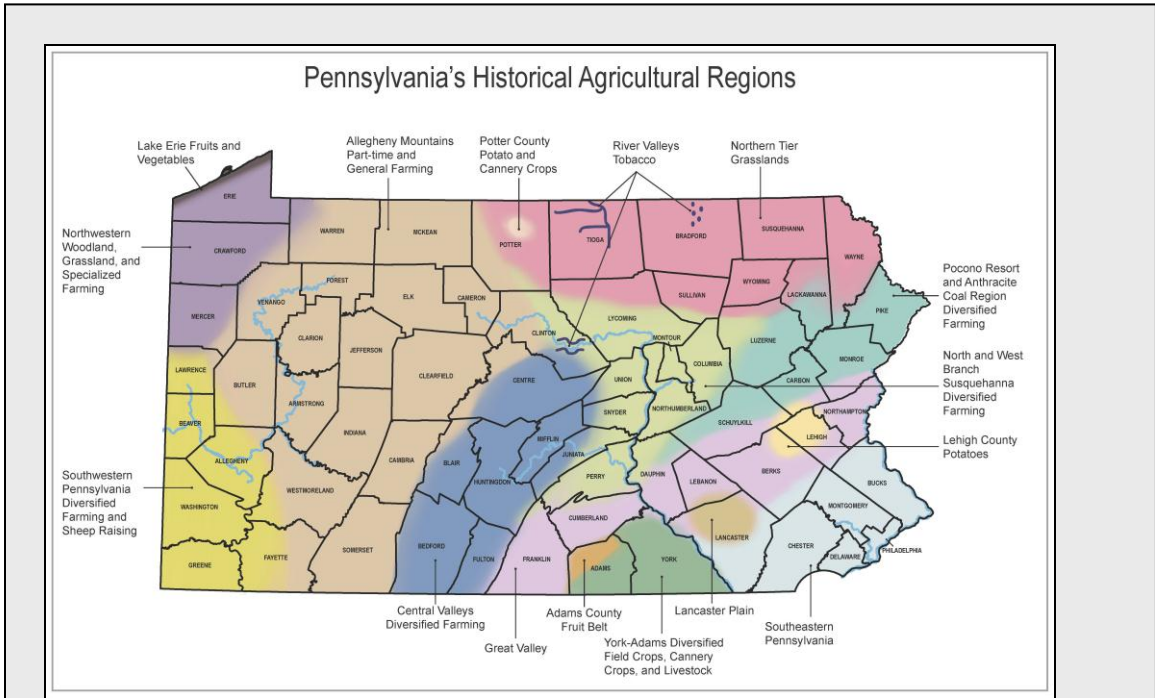 Pennsylvania's Historical Agricultural Regions
Lake Erie Fruits and
Vegetables
Allegheny Mountains
Part-time and
General Farming
Potter County
Potato and
Cannery Crops
River Valleys
Tobacco
Northern Tier
Grasslands
Northwestern
Woodland,
Grassland, and
Specialized
Farming
Pocono Resort
and Anthracite
Coal Region
Diversified
Farming
North and West
Branch
Susquehanna
Diversified
Farming
Lehigh County
Potatoes
Southwestern
Pennsylvania
Diversified
Farming and
Sheep Raising
Central Valleys
Diversified Farming
Great Valley
Adams County
Fruit Belt
York-Adams Diversified
Field Crops, Cannery
Crops, and Livestock
Lancaster Plain
Southeastern
Pennsylvania
ERIE
CRAWFORD
MERCER
WARREN
MCKEAN
POTTER
TIOGA
BRADFORD
SUSQUEHANNA
WAYNE
FOREST
VENANGO
ELK
CAMERON
SULLIVAN
WYOMING
LACKAWANNA
PIKE
CLARION
JEFFERSON
CLEARFIELD
CLINTON
LYCOMING
MONTOUR
COLUMBIA
LUZERNE
MONROE
CARBON
LAWRENCE
BUTLER
ARMSTRONG
CENTRE
UNION
SNYDER
NORTHUMBERLAND
SCHUYLKILL
NORTHAMPTON
LEHIGH
BEAVER
ALLEGHENY
INDIANA
CAMBRIA
BLAIR
HUNTINGDON
MIFFLIN
JUNIATA
PERRY
DAUPHIN
LEBANON
BERKS
BUCKS
MONTGOMERY
WASHINGTON
WESTMORELAND
CUMBERLAND
LANCASTER
CHESTER
DELAWARE
PHILADELPHIA
GREENE
FAYETTE
SOMERSET
BEDFORD
FULTON
FRANKLIN
ADAMS
YORK